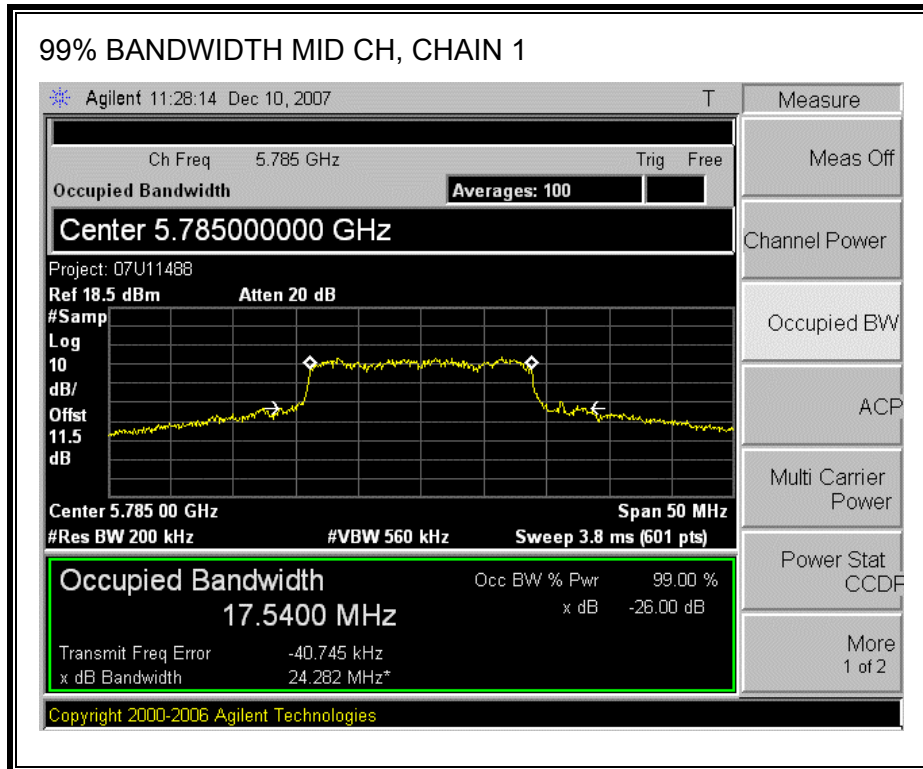 99% BANDWIDTH MID CH, CHAIN 1
Agilent 11:28:14 Dec 10, 2007 T
Measure
Ch Freq 5.785 GHz Trig Free
Occupied Bandwidth Averages: 100
Center 5.785000000 GHz
Project: 07U11488
Ref 18.5 dBm Atten 20 dB
#Samp
Log
10
dB/
Offst
11.5
dB
Center 5.785 00 GHz Span 50 MHz
#Res BW 200 kHz #VBW 560 kHz Sweep 3.8 ms (601 pts)
Occupied Bandwidth Occ BW % Pwr 99.00 %
17.5400 MHz x dB -26.00 dB
Transmit Freq Error -40.745 kHz
x dB Bandwidth 24.282 MHz*
Copyright 2000-2006 Agilent Technologies
Meas Off
Channel Power
Occupied BW
ACP
Multi Carrier
Power
Power Stat
CCDF
More
1 of 2